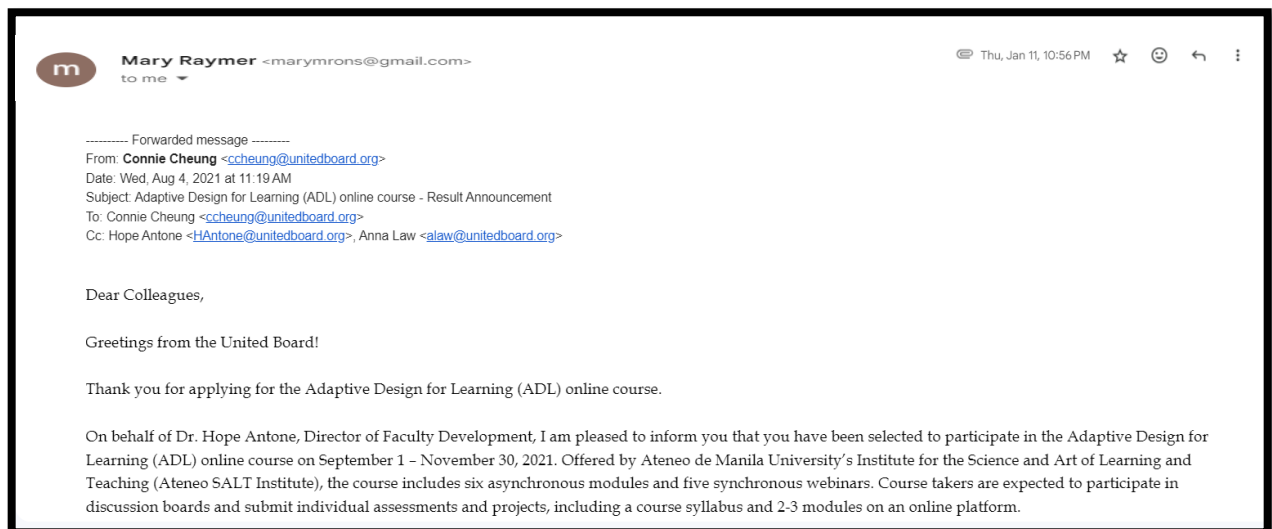 m
Mary Raymer <marymrons@gmail.com>
Thu, Jan 11, 10:56 PM
to me
---------- Forwarded message ---------
From: Connie Cheung <ccheung@unitedboard.org>
Date: Wed, Aug 4, 2021 at 11:19 AM
Subject: Adaptive Design for Learning (ADL) online course - Result Announcement
To: Connie Cheung <ccheung@unitedboard.org>
Cc: Hope Antone <HAntone@unitedboard.org>, Anna Law <alaw@unitedboard.org>
Dear Colleagues,
Greetings from the United Board!
Thank you for applying for the Adaptive Design for Learning (ADL) online course.
On behalf of Dr. Hope Antone, Director of Faculty Development, I am pleased to inform you that you have been selected to participate in the Adaptive Design for
Learning (ADL) online course on September 1 – November 30, 2021. Offered by Ateneo de Manila University’s Institute for the Science and Art of Learning and
Teaching (Ateneo SALT Institute), the course includes six asynchronous modules and five synchronous webinars. Course takers are expected to participate in
discussion boards and submit individual assessments and projects, including a course syllabus and 2-3 modules on an online platform.